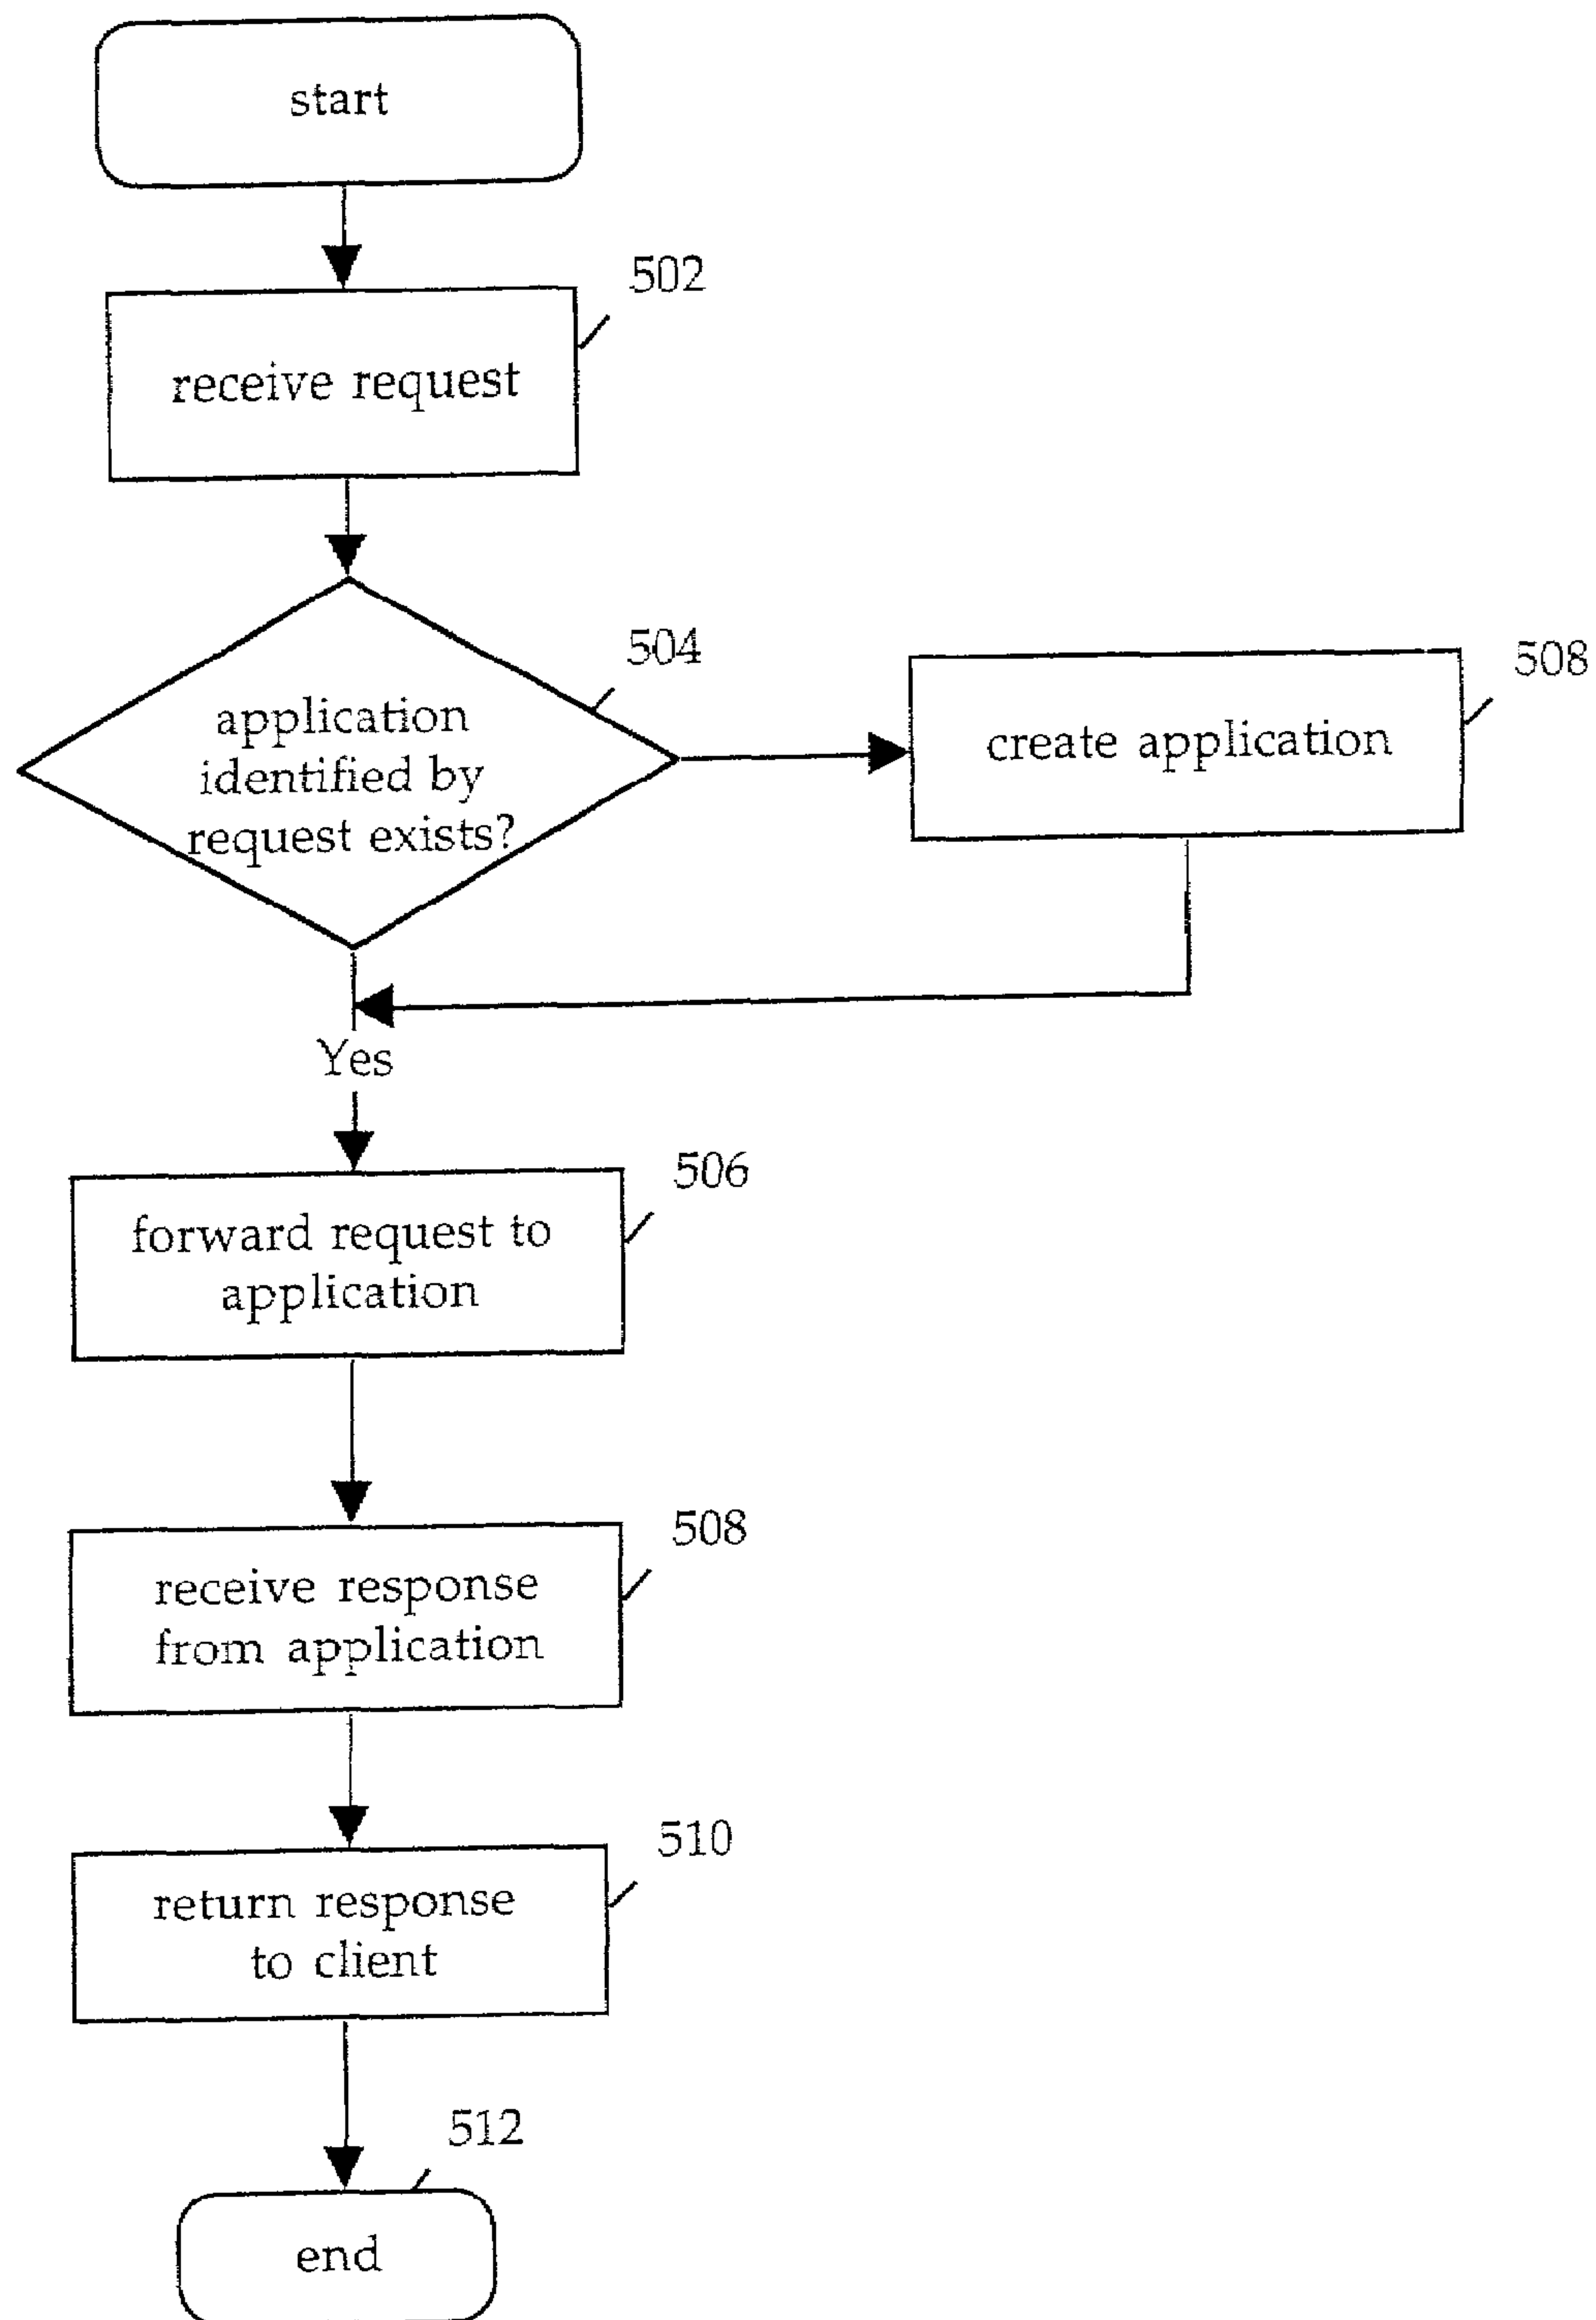 start
502
receive request
504
application
identified by
request exists?
508
create application
Yes
506
forward request to
application
508
receive response
from application
510
return response
to client
512
end